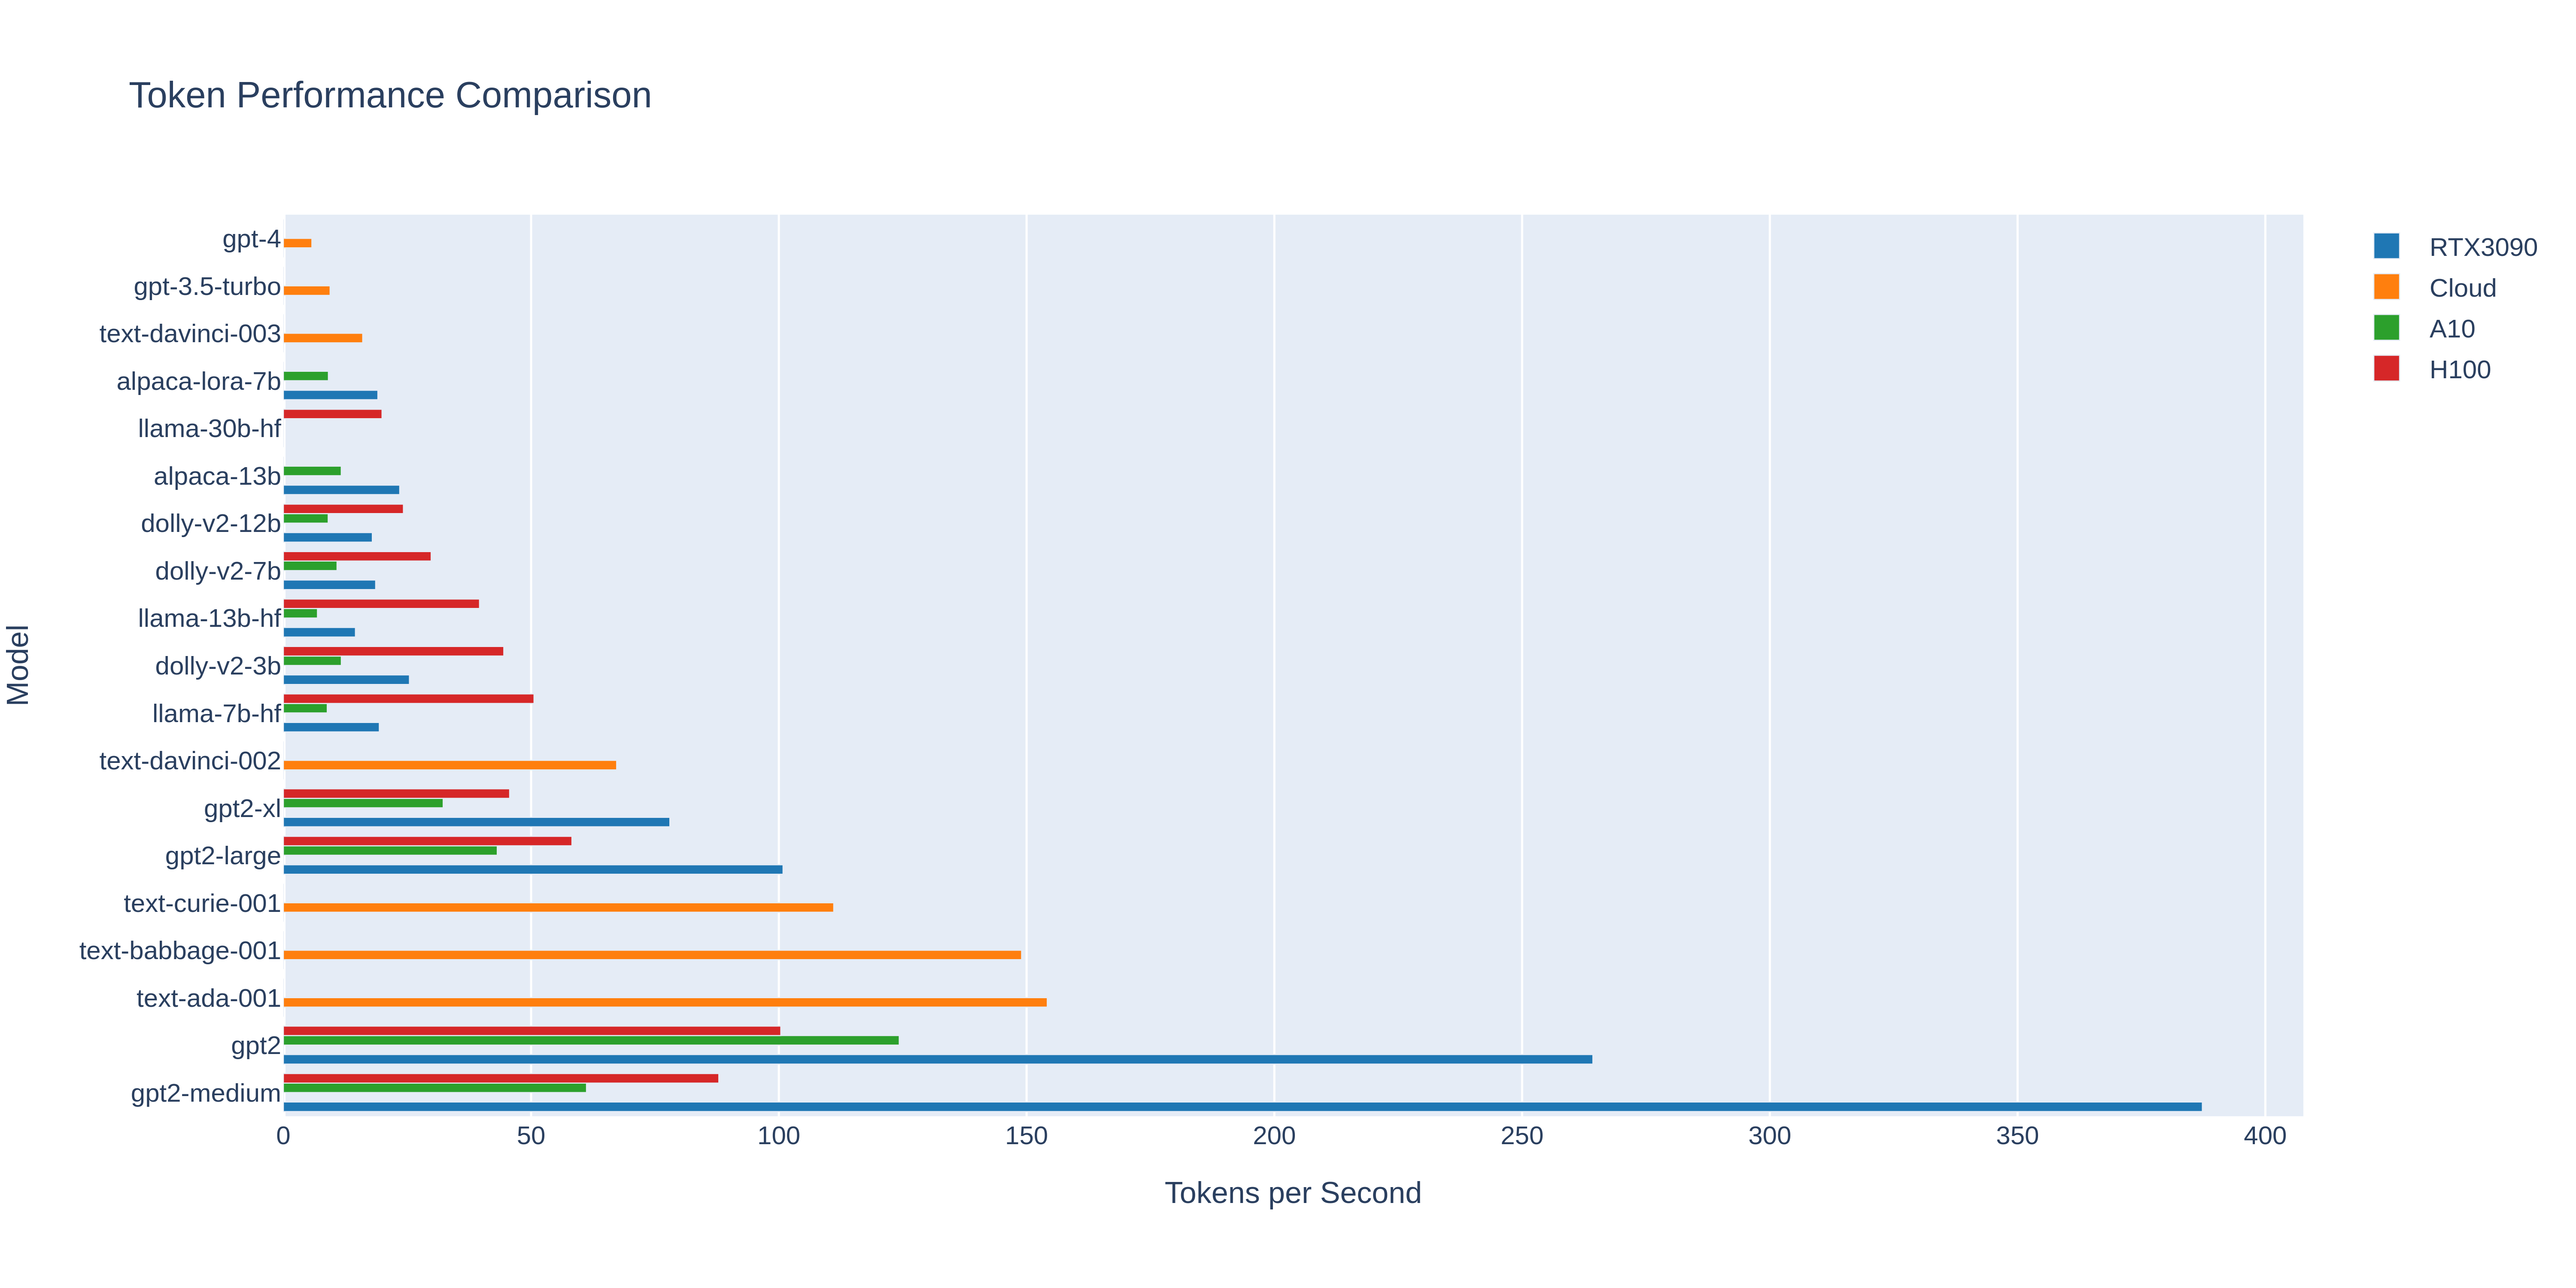 Token Performance Comparison
gpt-4
gpt-3.5-turbo
text-davinci-003
alpaca-lora-7b
llama-30b-hf
alpaca-13b
dolly-v2-12b
dolly-v2-7b
llama-13b-hf
dolly-v2-3b
llama-7b-hf
text-davinci-002
gpt2-xl
gpt2-large
text-curie-001
text-babbage-001
text-ada-001
gpt2
gpt2-medium
Model
0 50 100 150 200 250 300 350 400
Tokens per Second
RTX3090
Cloud
A10
H100